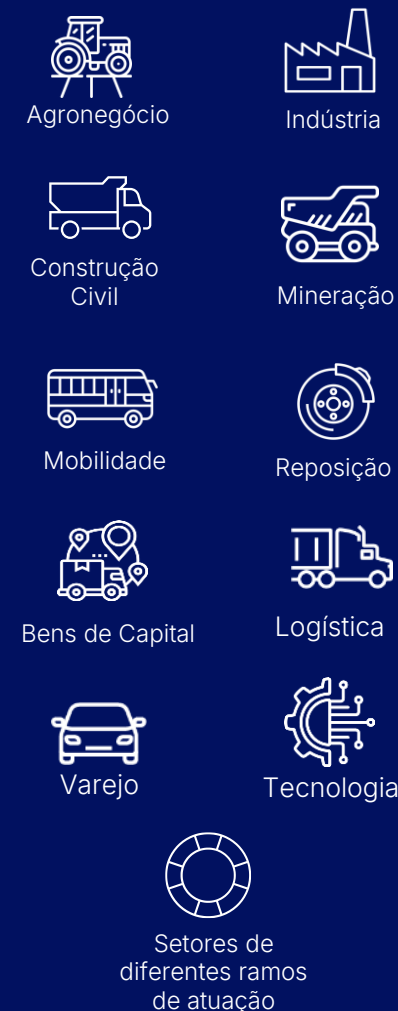 Agronegócio
Indústria
Construção
Civil
Mineração
Mobilidade
Reposição
Bens de Capital
Logística
Varejo
Tecnologia
Setores de
diferentes ramos
de atuação